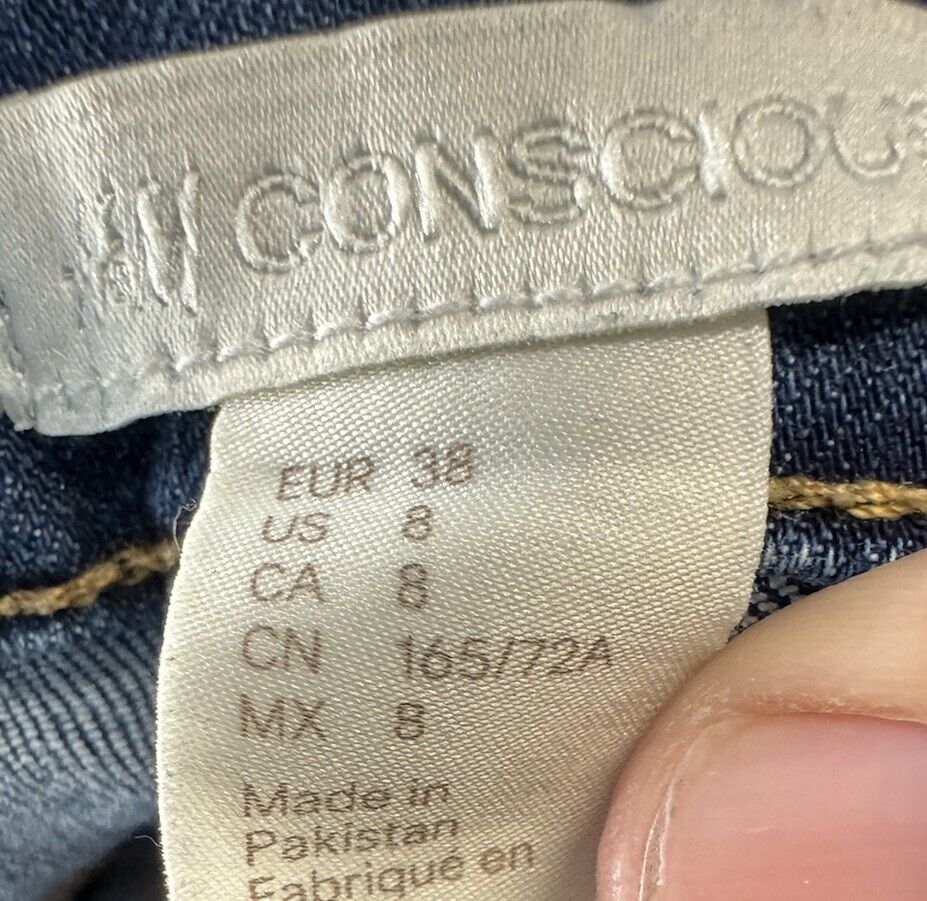 CONSCIOUS
EUR 38
US 8
CA 8
CN 165/72A
MX 8
Made in
Pakistan
Fabriqué en